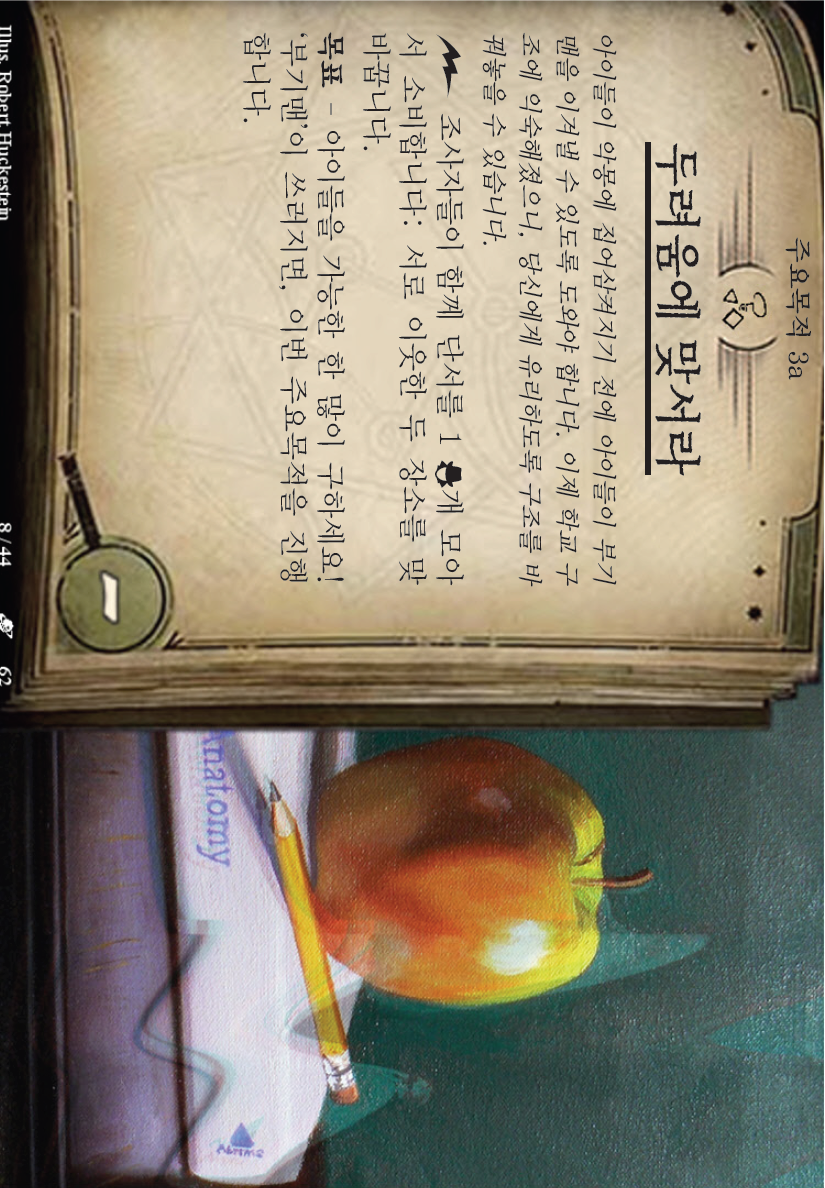 주요목적 3a
두려움에 맞서라
아이들이 악몽에 집어삼켜지기 전에 아이들이 부기
맨을 이겨낼 수 있도록 도와야 합니다. 이제 학교 구
조에 익숙해졌으니, 당신에게 유리하도록 구조를 바
꿔놓을 수 있습니다.
조사자들이 함께 단서를 1 개 모아
서 소비합니다: 서로 이웃한 두 장소를 맞
바꿉니다.
목표 – 아이들을 가능한 한 많이 구하세요!
'부기맨'이 쓰러지면, 이번 주요목적을 진행
합니다.
–
Illus. Robert Huckestein
8/44
62
Anatomy